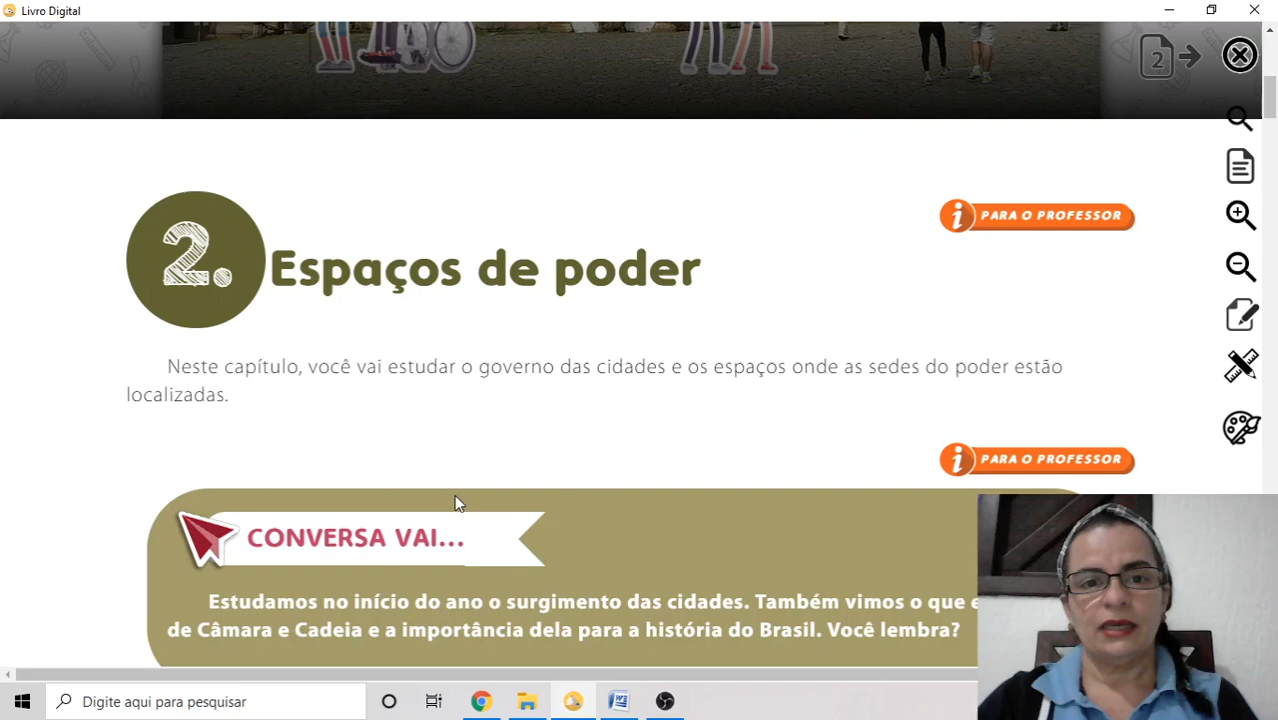 Livro Digital
2
PARA O PROFESSOR
2. Espaços de poder
Neste capítulo, você vai estudar o governo das cidades e os espaços onde as sedes do poder estão
localizadas.
PARA O PROFESSOR
CONVERSA VAI...
Estudamos no início do ano o surgimento das cidades. Também vimos o que
de Câmara e Cadeia e a importância dela para a história do Brasil. Você lembra?
Digite aqui para pesquisar